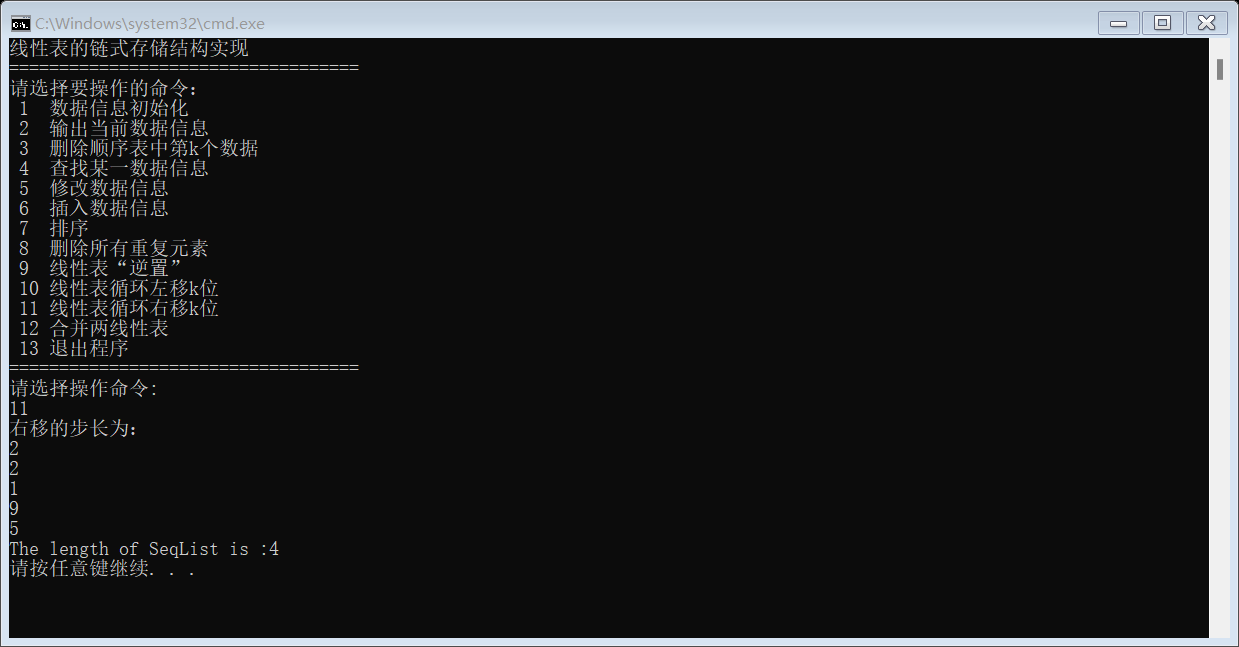 C:\Windows\system32\cmd.exe
线性表的链式存储结构实现
===================================
请选择要操作的命令：
1 数据信息初始化
2 输出当前数据信息
3 删除顺序表中第k个数据
4 查找某一数据信息
5 修改数据信息
6 插入数据信息
7 排序
8 删除所有重复元素
9 线性表“逆置”
10 线性表循环左移k位
11 线性表循环右移k位
12 合并两线性表
13 退出程序
===================================
请选择操作命令:
11
右移的步长为：
2
2
1
9
5
The length of SeqList is :4
请按任意键继续. . .